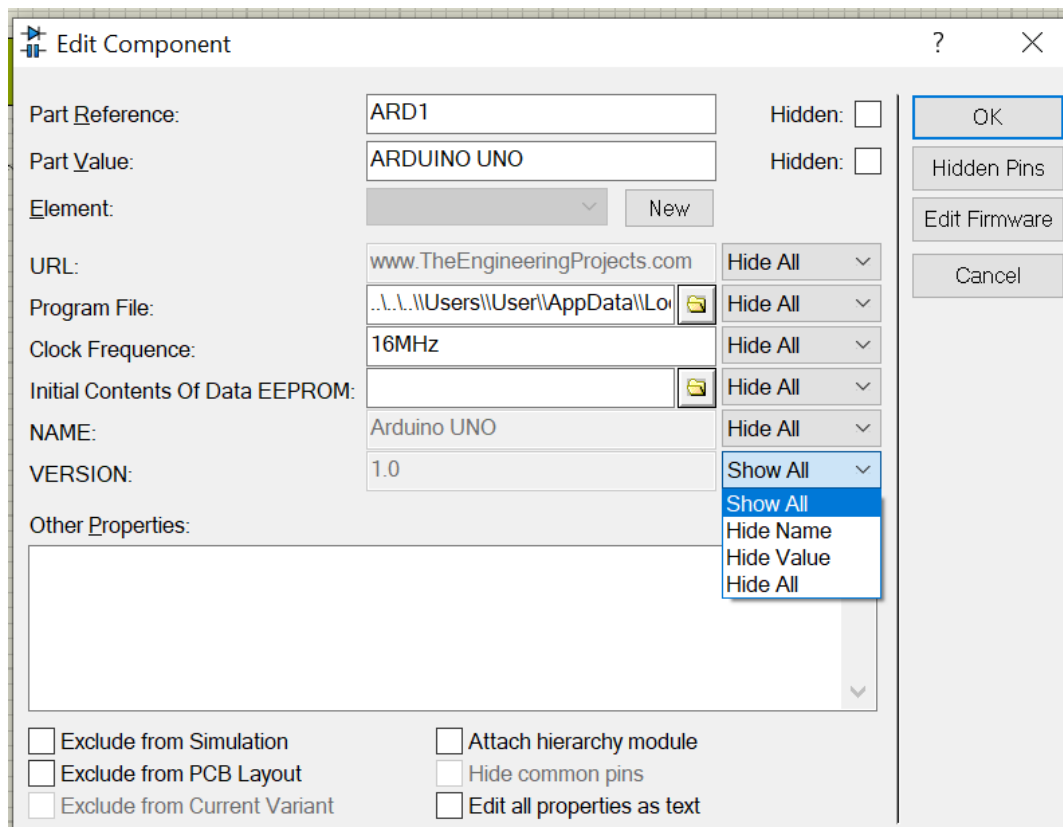 Edit Component ?
Part Reference: ARD1 Hidden: OK
Part Value: ARDUINO UNO Hidden: Hidden Pins
Element: New Edit Firmware
URL: www.TheEngineeringProjects.com Hide All Cancel
Program File: ..\..\..\\Users\\User\\AppData\\Loc Hide All
Clock Frequence: 16MHz Hide All
Initial Contents Of Data EEPROM: Hide All
NAME: Arduino UNO Hide All
VERSION: 1.0 Show All
Show All
Other Properties: Hide Name
Hide Value
Hide All
Exclude from Simulation Attach hierarchy module
Exclude from PCB Layout Hide common pins
Exclude from Current Variant Edit all properties as text